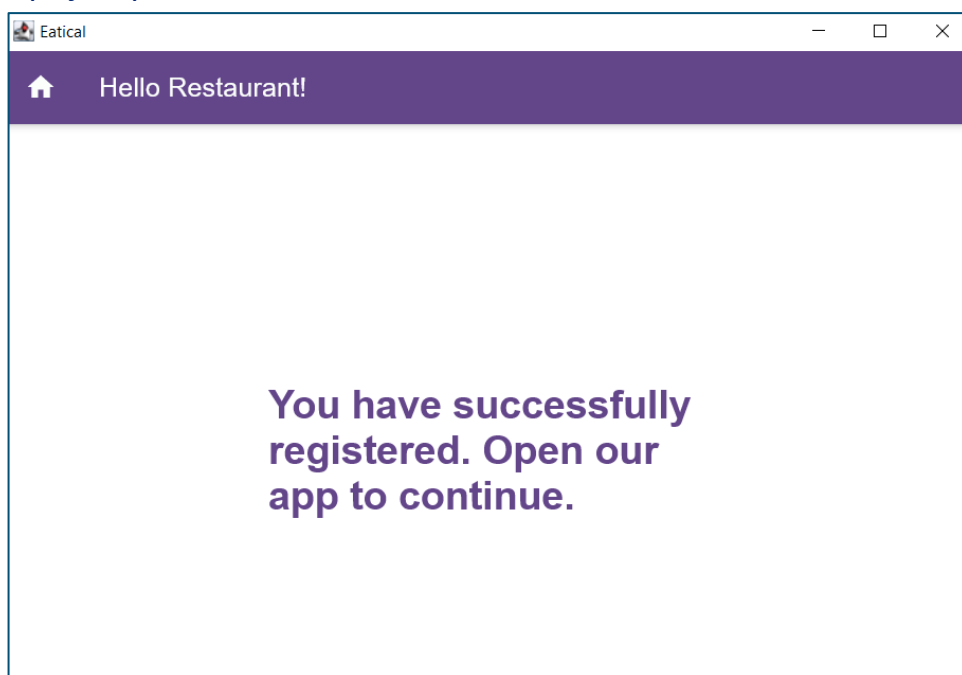 Eatical
Hello Restaurant!
You have successfully
registered. Open our
app to continue.